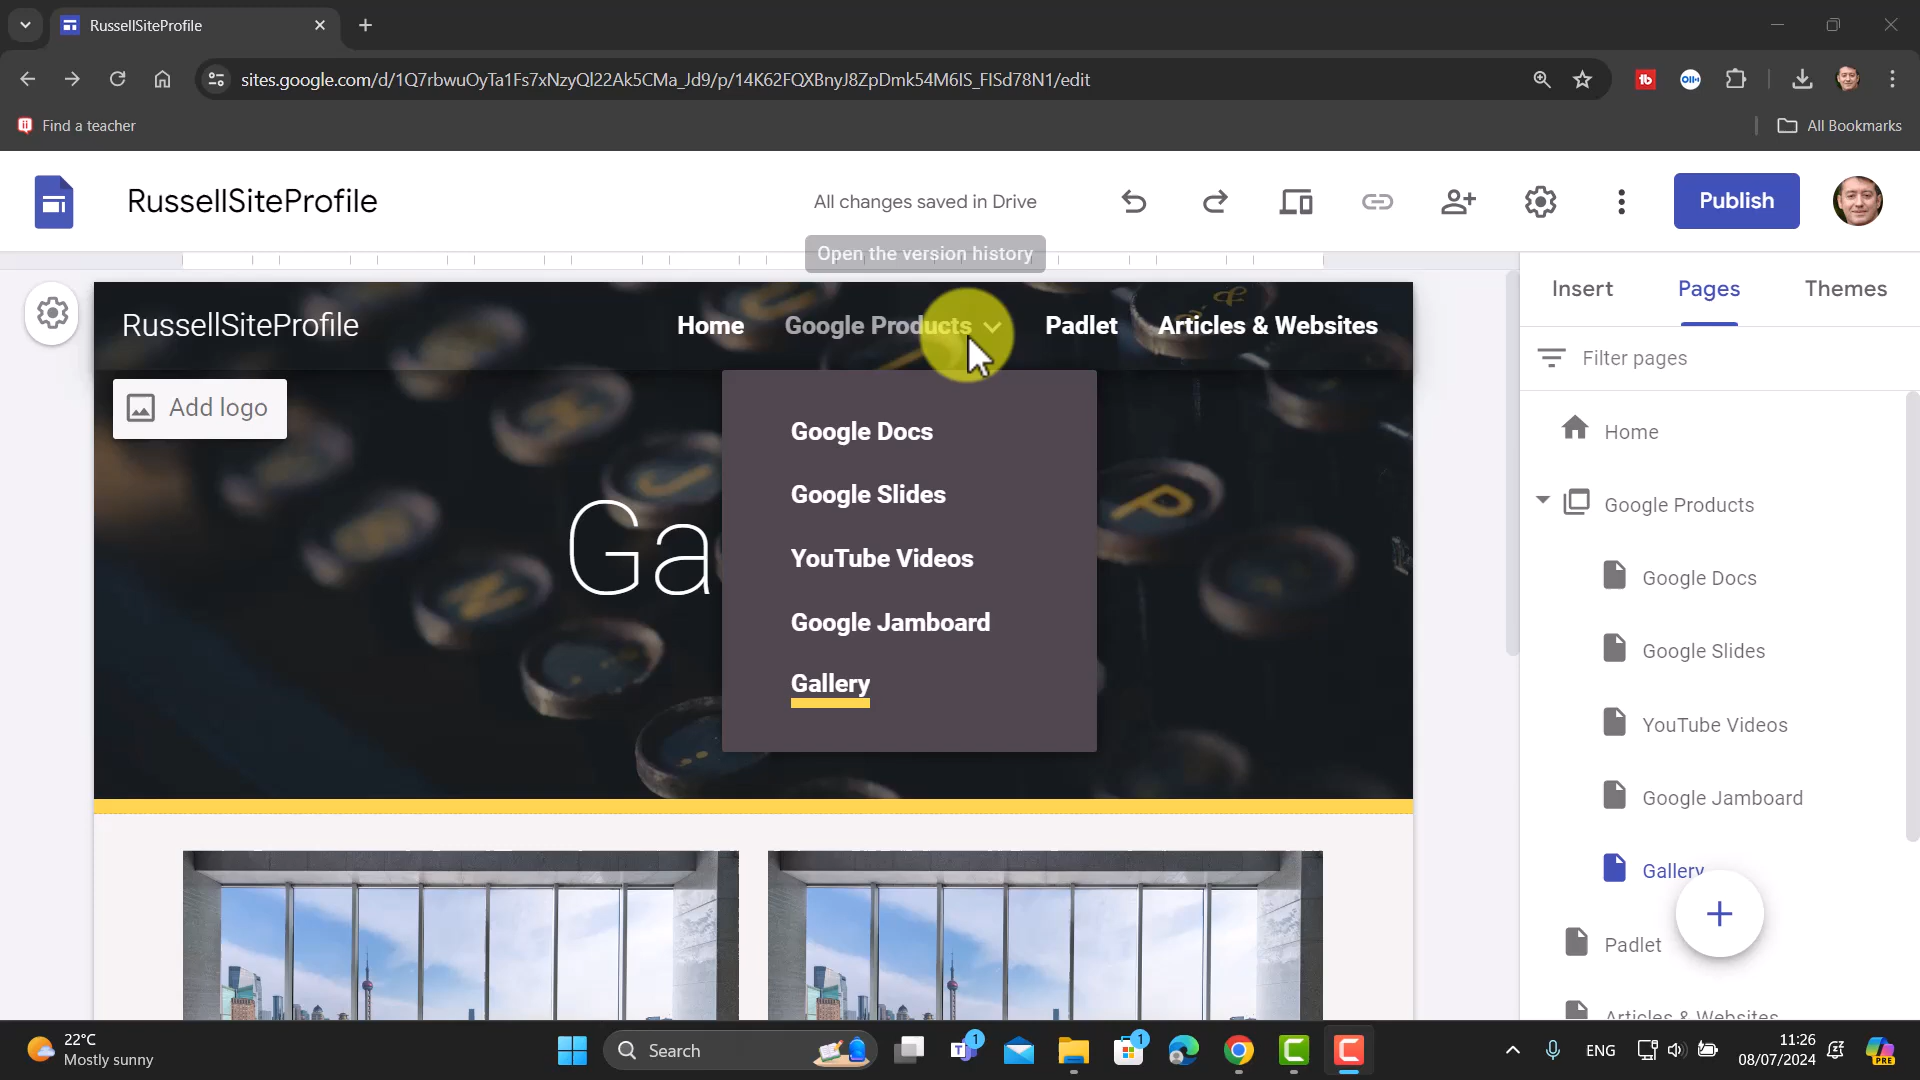 RussellSiteProfile
sites.google.com/d/1Q7rbwuOyTa1Fs7xNzyQl22Ak5CMa_Jd9/p/14K62FQXBnyJ8ZpDmk54M6IS_FISd78N1/edit
Find a teacher
All Bookmarks
RussellSiteProfile
All changes saved in Drive
Publish
Open the version history
Insert
Pages
Themes
RussellSiteProfile
Home
Google Products
Padlet
Articles & Websites
Filter pages
Add logo
Ga
Google Docs
Google Slides
YouTube Videos
Google Jamboard
Gallery
Home
Google Products
Google Docs
Google Slides
YouTube Videos
Google Jamboard
Gallery
Padlet
Articles & Websites
22°C
Mostly sunny
Search
1
1
ENG
11:26
08/07/2024
PRE